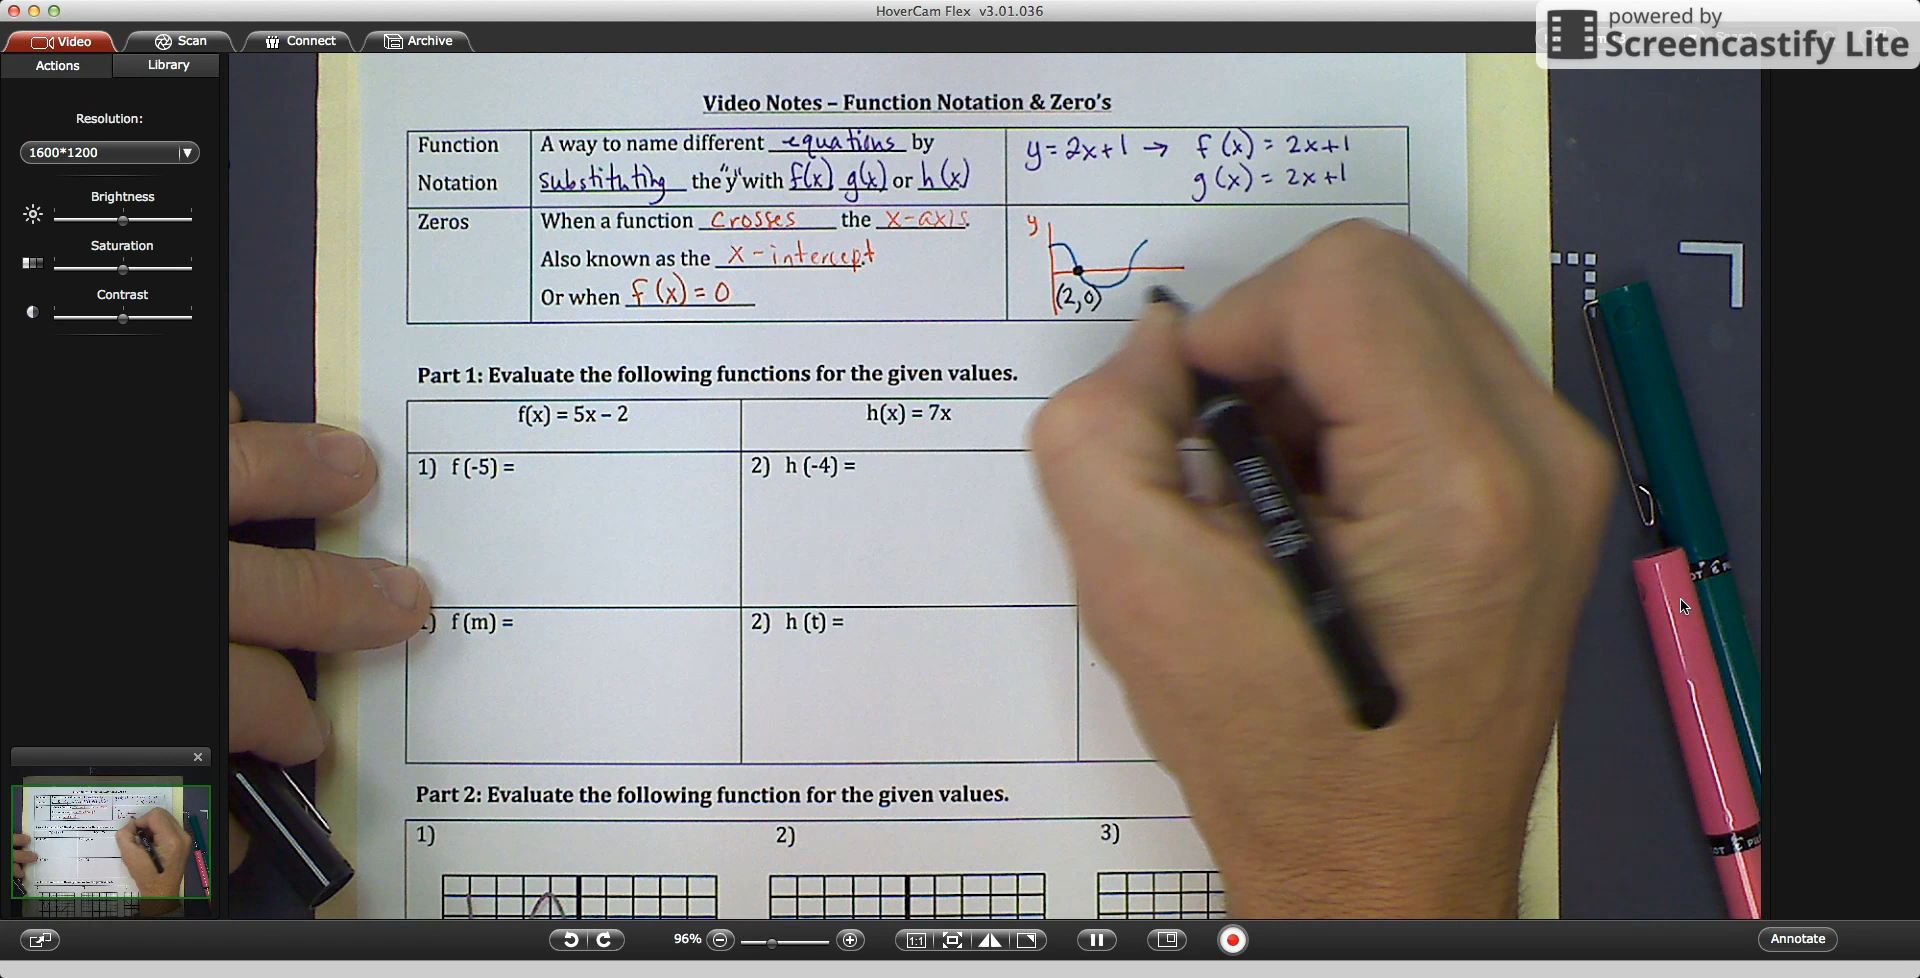 HoverCam Flex v3.01.036
powered by
Screencastify Lite
Video Scan Connect Archive
Actions Library
Resolution:
1600*1200
Brightness
Saturation
Contrast
Video Notes – Function Notation & Zero's
Function Notation
A way to name different equations by
substituting the "y" with f(x) g(x) or h(x)
y = 2x+1 → f(x) = 2x+1
g(x) = 2x+1
Zeros
When a function crosses the x-axis.
Also known as the x-intercept.
Or when f(x) = 0
y
(2,0)
Part 1: Evaluate the following functions for the given values.
f(x) = 5x – 2
h(x) = 7x
1) f (-5) =
2) h (-4) =
) f (m) =
2) h (t) =
Part 2: Evaluate the following function for the given values.
1)
2)
3)
96%
1:1
Annotate